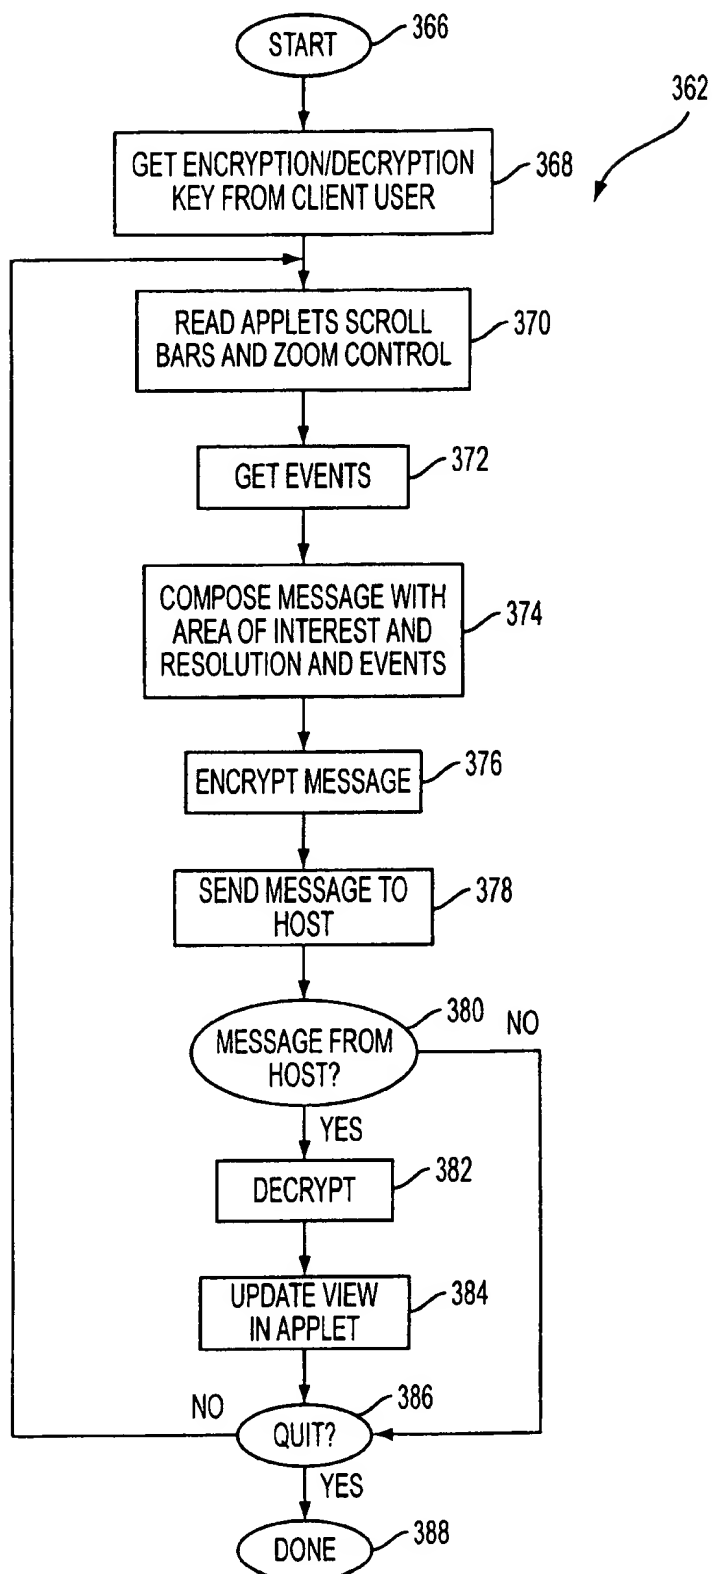 START
366
362
GET ENCRYPTION/DECRYPTION
KEY FROM CLIENT USER
368
READ APPLETS SCROLL
BARS AND ZOOM CONTROL
370
GET EVENTS
372
COMPOSE MESSAGE WITH
AREA OF INTEREST AND
RESOLUTION AND EVENTS
374
ENCRYPT MESSAGE
376
SEND MESSAGE TO
HOST
378
MESSAGE FROM
HOST?
380
NO
YES
DECRYPT
382
UPDATE VIEW
IN APPLET
384
NO
QUIT?
386
YES
DONE
388